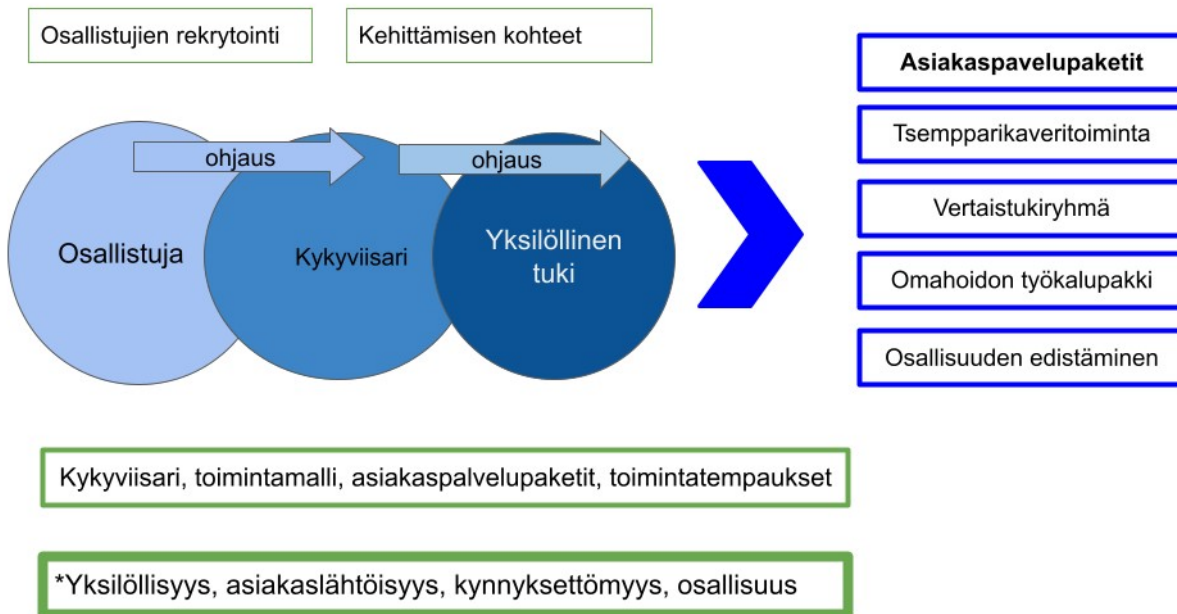 Osallistujien rekrytointi
Kehittämisen kohteet
ohjaus
ohjaus
Osallistuja
Kykyviisari
Yksilöllinen
tuki
Asiakaspavelupaketit
Tsempparikaveritoiminta
Vertaistukiryhmä
Omahoidon työkalupakki
Osallisuuden edistäminen
Kykyviisari, toimintamalli, asiakaspalvelupaketit, toimintatempaukset
*Yksilöllisyys, asiakaslähtöisyys, kynnyksettömyys, osallisuus